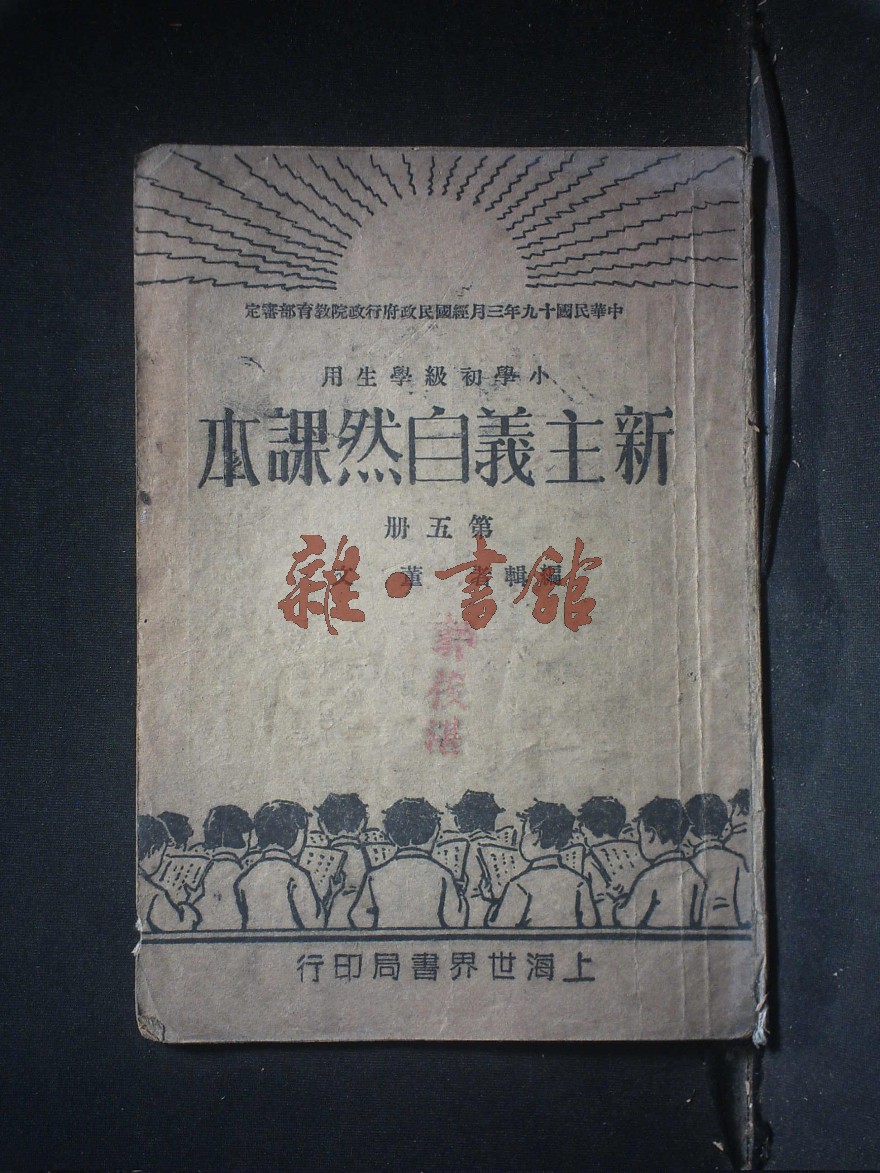 中華民國十九年三月經國民政府行政院教育部審定
小學初級學生用
新主義自然課本
第五册
編輯者 董文
雜·書館
上海世界書局印行